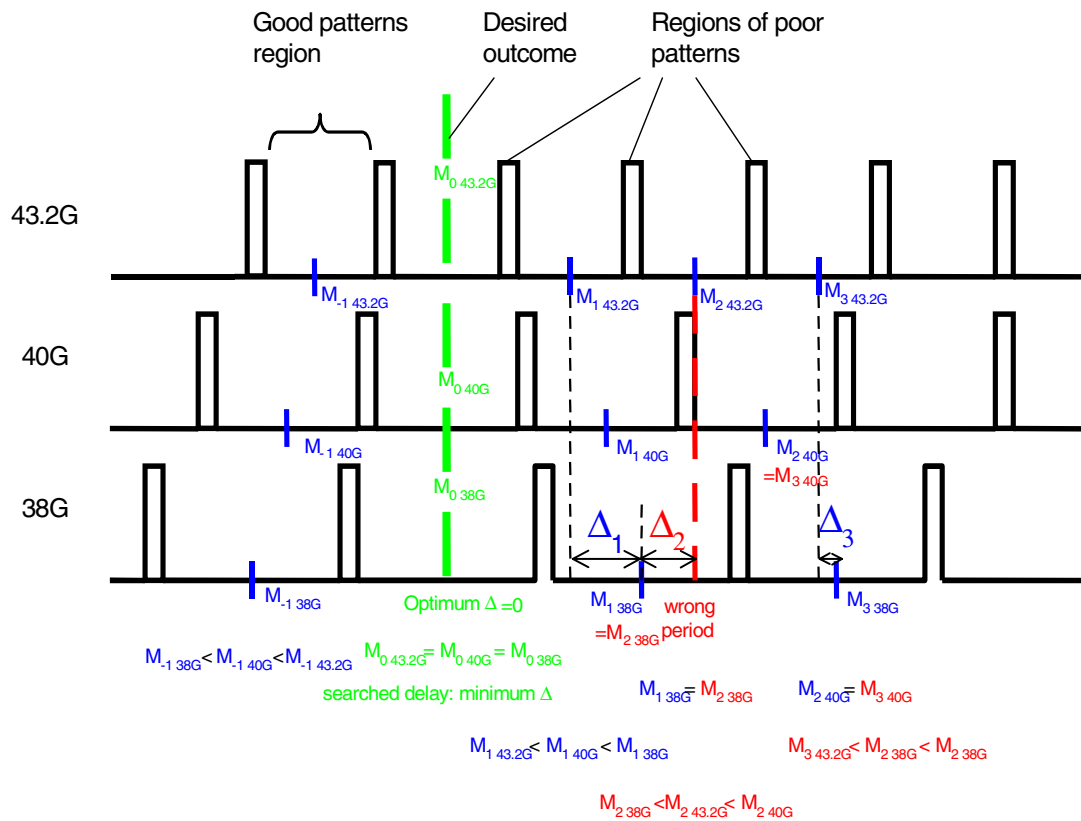 Good patterns region
Desired outcome
Regions of poor patterns
43.2G
M0 43.2G
M-1 43.2G
M1 43.2G
M2 43.2G
M3 43.2G
40G
M0 40G
M-1 40G
M1 40G
M2 40G
=M3 40G
38G
M0 38G
Δ1
Δ2
Δ3
M-1 38G
Optimum Δ=0
M1 38G
=M2 38G
wrong period
M3 38G
M-1 38G< M-1 40G<M-1 43.2G
M0 43.2G= M0 40G= M0 38G
searched delay: minimum Δ
M1 38G= M2 38G
M2 40G= M3 40G
M1 43.2G< M1 40G< M1 38G
M3 43.2G< M2 38G< M2 38G
M2 38G<M2 43.2G< M2 40G